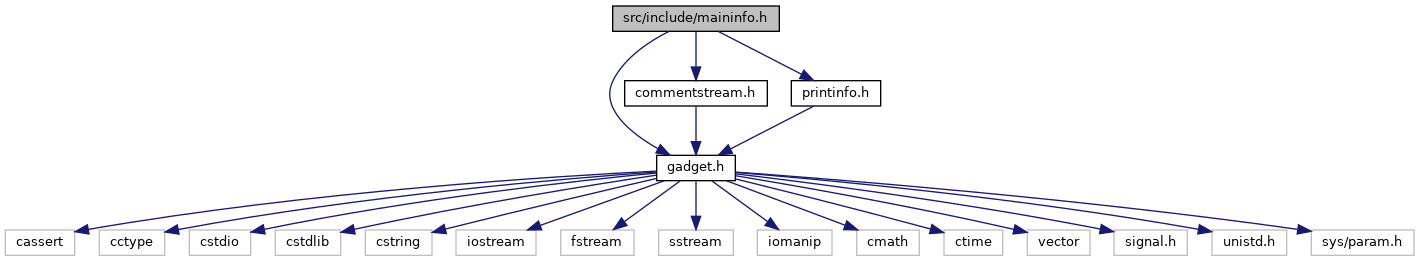 src/include/maininfo.h
commentstream.h
printinfo.h
gadget.h
cassert
cctype
cstdio
cstdlib
cstring
iostream
fstream
sstream
iomanip
cmath
ctime
vector
signal.h
unistd.h
sys/param.h